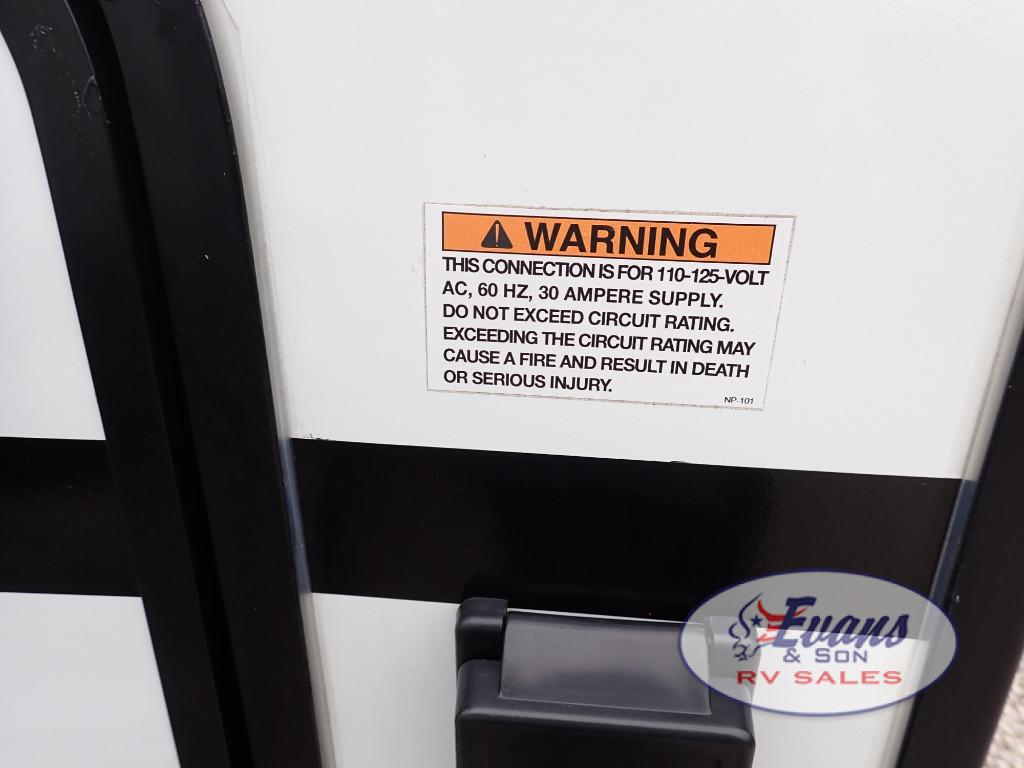 WARNING
THIS CONNECTION IS FOR 110-125-VOLT
AC, 60 HZ, 30 AMPERE SUPPLY.
DO NOT EXCEED CIRCUIT RATING.
EXCEEDING THE CIRCUIT RATING MAY
CAUSE A FIRE AND RESULT IN DEATH
OR SERIOUS INJURY.
NP-101
Evans
& SON
RV SALES